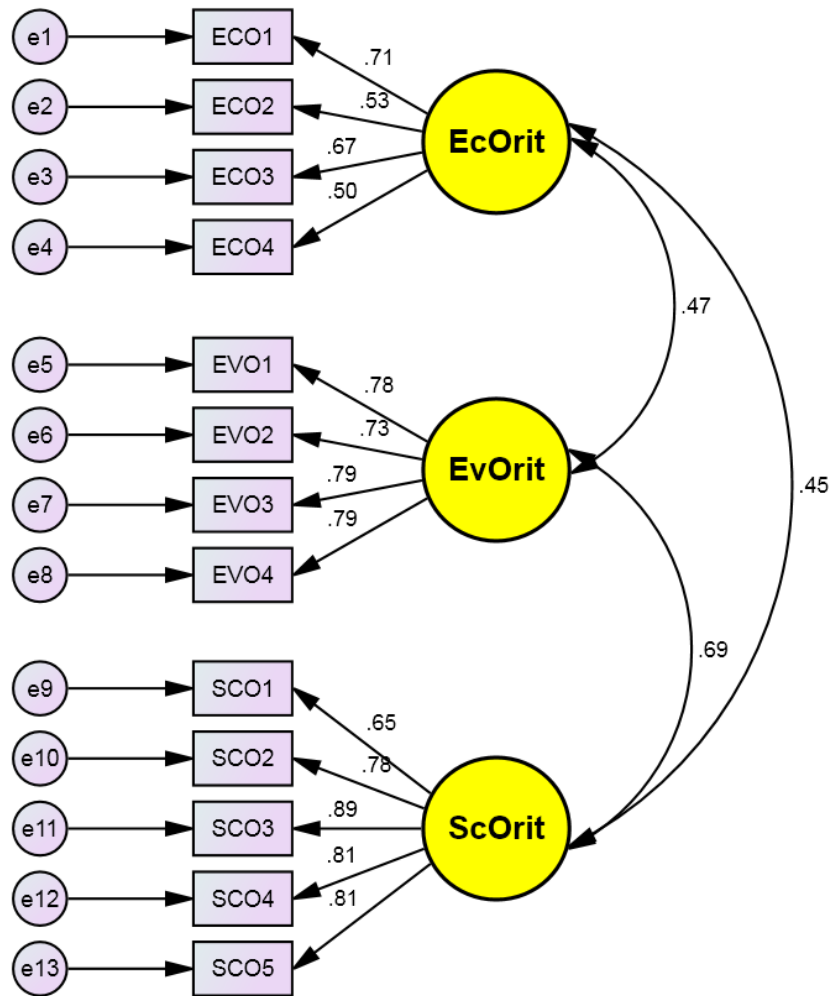 e1 ECO1 .71
e2 ECO2 .53
EcOrit
e3 ECO3 .67
e4 ECO4 .50
.47
e5 EVO1 .78
e6 EVO2 .73
EvOrit
e7 EVO3 .79
e8 EVO4 .79
.45
.69
e9 SCO1 .65
e10 SCO2 .78
e11 SCO3 .89 ScOrit
e12 SCO4 .81
e13 SCO5 .81